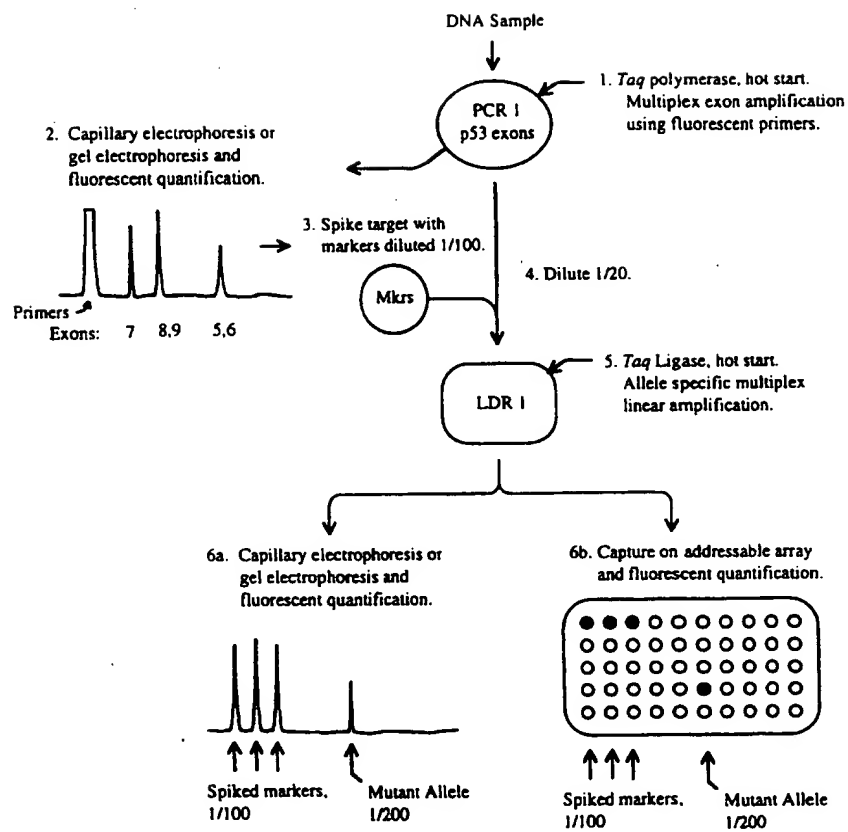 DNA Sample
PCR 1
p53 exons
1. Taq polymerase, hot start.
Multiplex exon amplification
using fluorescent primers.
2. Capillary electrophoresis or
gel electrophoresis and
fluorescent quantification.
3. Spike target with
markers diluted 1/100.
Mkrs
4. Dilute 1/20.
Primers
Exons: 7 8,9 5,6
5. Taq Ligase, hot start.
Allele specific multiplex
linear amplification.
LDR 1
6a. Capillary electrophoresis or
gel electrophoresis and
fluorescent quantification.
6b. Capture on addressable array
and fluorescent quantification.
Spiked markers,
1/100
Mutant Allele
1/200
Spiked markers,
1/100
Mutant Allele
1/200